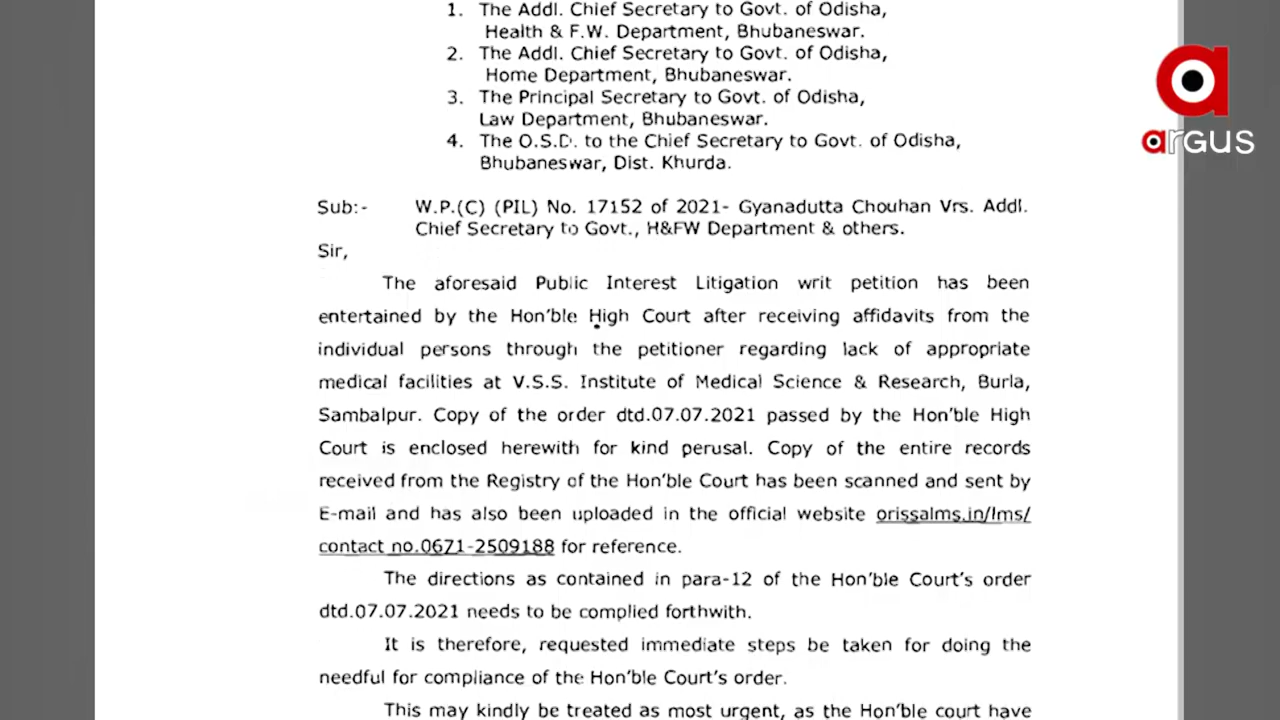 1. The Addl. Chief Secretary to Govt. of Odisha,
Health & F.W. Department, Bhubaneswar.
2. The Addl. Chief Secretary to Govt. of Odisha,
Home Department, Bhubaneswar.
3. The Principal Secretary to Govt. of Odisha,
Law Department, Bhubaneswar.
4. The O.S.D. to the Chief Secretary to Govt. of Odisha,
Bhubaneswar, Dist. Khurda.
argus
Sub:- W.P.(C) (PIL) No. 17152 of 2021- Gyanadutta Chouhan Vrs. Addl.
Chief Secretary to Govt., H&FW Department & others.
Sir,
The aforesaid Public Interest Litigation writ petition has been
entertained by the Hon'ble High Court after receiving affidavits from the
individual persons through the petitioner regarding lack of appropriate
medical facilities at V.S.S. Institute of Medical Science & Research, Burla,
Sambalpur. Copy of the order dtd.07.07.2021 passed by the Hon'ble High
Court is enclosed herewith for kind perusal. Copy of the entire records
received from the Registry of the Hon'ble Court has been scanned and sent by
E-mail and has also been uploaded in the official website orissalms.in/lms/
contact no.0671-2509188 for reference.
The directions as contained in para-12 of the Hon'ble Court's order
dtd.07.07.2021 needs to be complied forthwith.
It is therefore, requested immediate steps be taken for doing the
needful for compliance of the Hon'ble Court's order.
This may kindly be treated as most urgent, as the Hon'ble court have